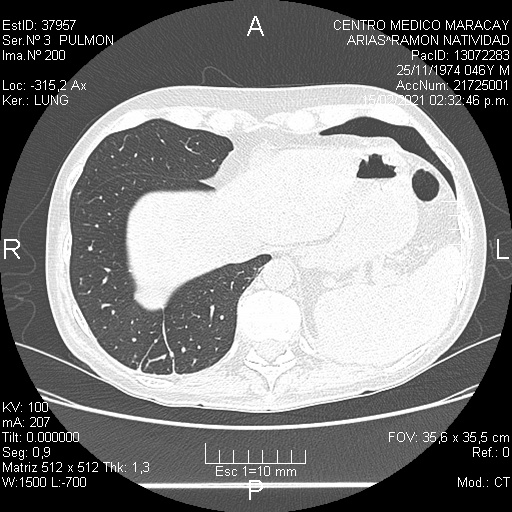 EstID: 37957
Ser.Nº 3 PULMON
Ima.Nº 200
Loc: -315,2 Ax
Ker.: LUNG
A
CENTRO MEDICO MARACAY
ARIAS^RAMON NATIVIDAD
PacID: 13072283
25/11/1974 046Y M
AccNum: 21725001
15/02/2021 02:32:46 p.m.
R
L
KV: 100
mA: 207
Tilt: 0.000000
Seg: 0,9
Matriz 512 x 512 Thk: 1,3
W:1500 L:-700
Esc 1=10 mm
P
FOV: 35,6 x 35,5 cm
Ref.: 0
Mod.: CT